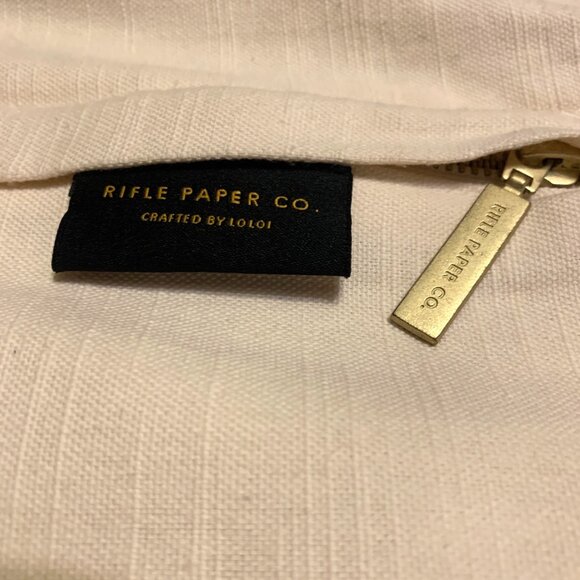 RIFLE PAPER CO.
CRAFTED BY LOLOI
RIFLE PAPER CO.